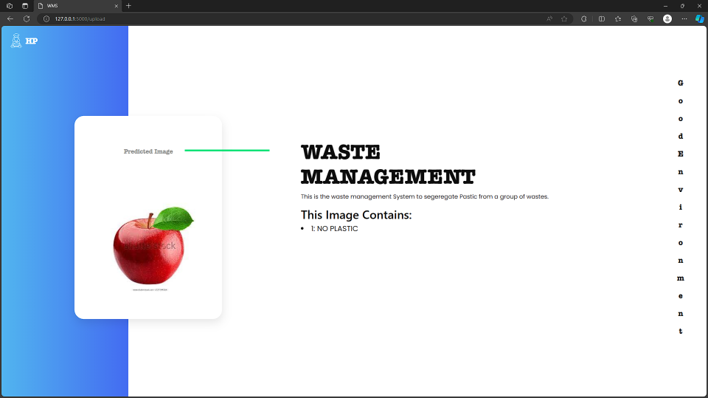 WMS
127.0.0.1:5000/upload
HP
Predicted Image
WASTE
MANAGEMENT
This is the waste management System to segeregate Pastic from a group of wastes.
This Image Contains:
1: NO PLASTIC
G
o
o
d
E
n
v
i
r
o
n
m
e
n
t